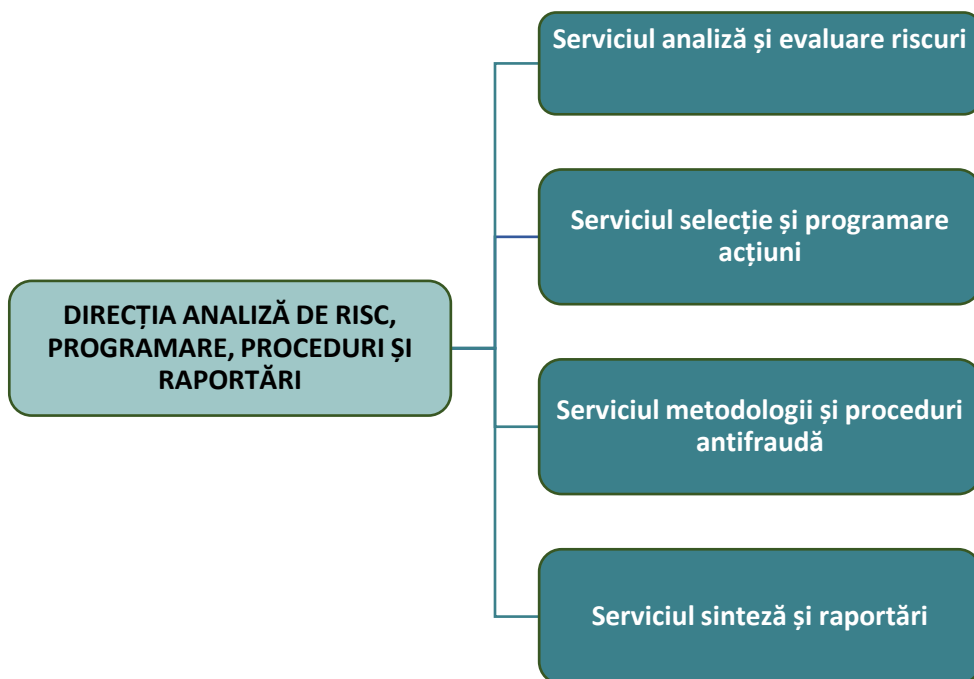 Serviciul analiză și evaluare riscuri
Serviciul selecție și programare
acțiuni
DIRECȚIA ANALIZĂ DE RISC,
PROGRAMARE, PROCEDURI ȘI
RAPORTĂRI
Serviciul metodologii și proceduri
antifraudă
Serviciul sinteză și raportări